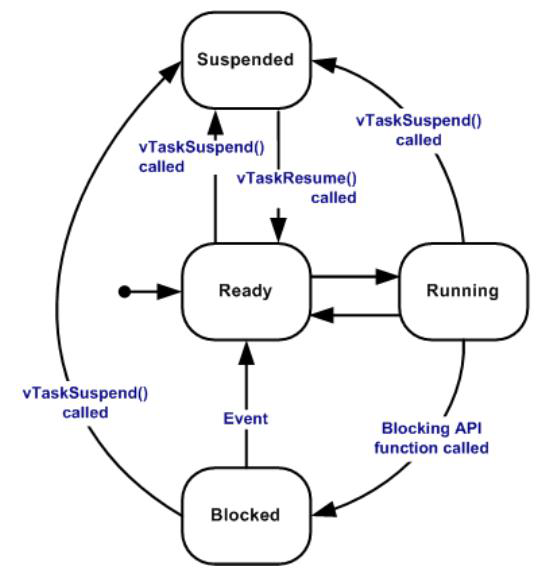 Suspended
vTaskSuspend()
called
vTaskSuspend()
called
vTaskResume()
called
Ready
Running
vTaskSuspend()
called
Event
Blocking API
function called
Blocked